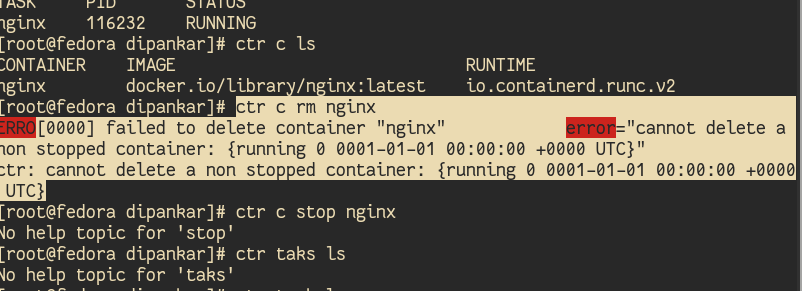 TASK    PID    STATUS
nginx    116232    RUNNING
[root@fedora dipankar]# ctr c ls
CONTAINER    IMAGE    RUNTIME
nginx    docker.io/library/nginx:latest    io.containerd.runc.v2
[root@fedora dipankar]# ctr c rm nginx
ERRO[0000] failed to delete container "nginx"    error="cannot delete a
non stopped container: {running 0 0001-01-01 00:00:00 +0000 UTC}"
ctr: cannot delete a non stopped container: {running 0 0001-01-01 00:00:00 +0000
UTC}
[root@fedora dipankar]# ctr c stop nginx
No help topic for 'stop'
[root@fedora dipankar]# ctr taks ls
No help topic for 'taks'